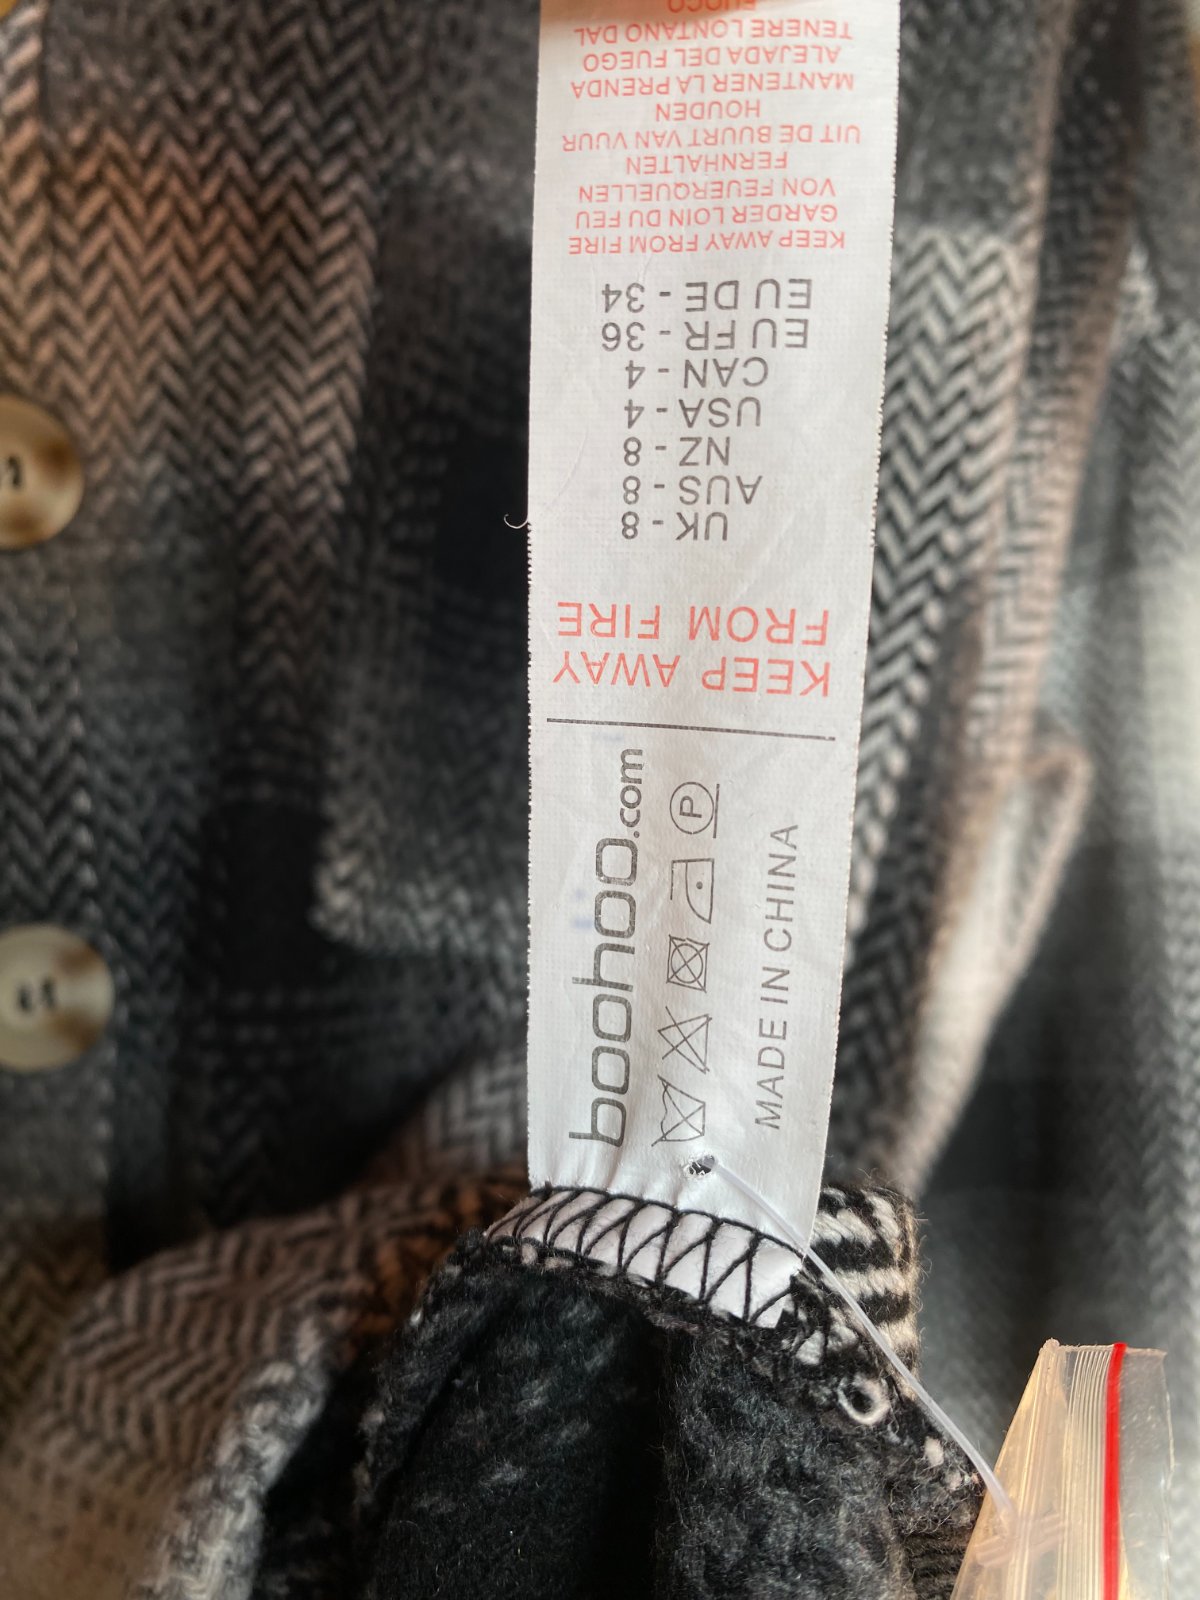 boohoo.com
P
MADE IN CHINA
KEEP AWAY
FROM FIRE
UK - 8
AUS - 8
NZ - 8
USA - 4
CAN - 4
EU FR - 36
EU DE - 34
KEEP AWAY FROM FIRE
GARDER LOIN DU FEU
VON FEUERQUELLEN
FERNHALTEN
UIT DE BUURT VAN VUUR
HOUDEN
MANTENER LA PRENDA
ALEJADA DEL FUEGO
TENERE LONTANO DAL
FUOCO